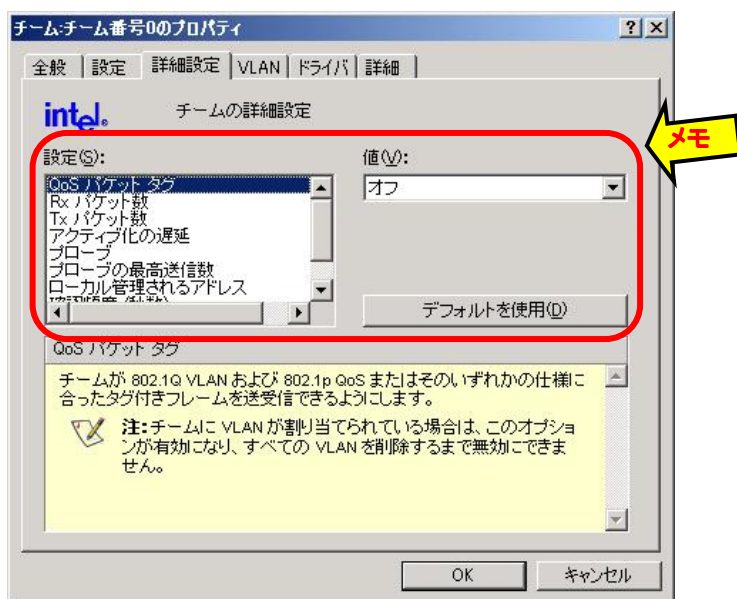 チーム:チーム番号0のプロパティ
全般 設定 詳細設定 VLAN ドライバ 詳細
intel.
チームの詳細設定
メモ
設定(S):
値(V):
QoS パケット タグ
オフ
Rx パケット数
Tx パケット数
アクティブ化の遅延
プローブ
プローブの最高送信数
ローカル管理されるアドレス
デフォルトを使用(D)
QoS パケット タグ
チームが 802.1Q VLAN および 802.1p QoS またはそのいずれかの仕様に
合ったタグ付きフレームを送受信できるようにします。
注:チームに VLAN が割り当てられている場合は、このオプショ
ンが有効になり、すべての VLAN を削除するまで無効にできま
せん。
OK キャンセル